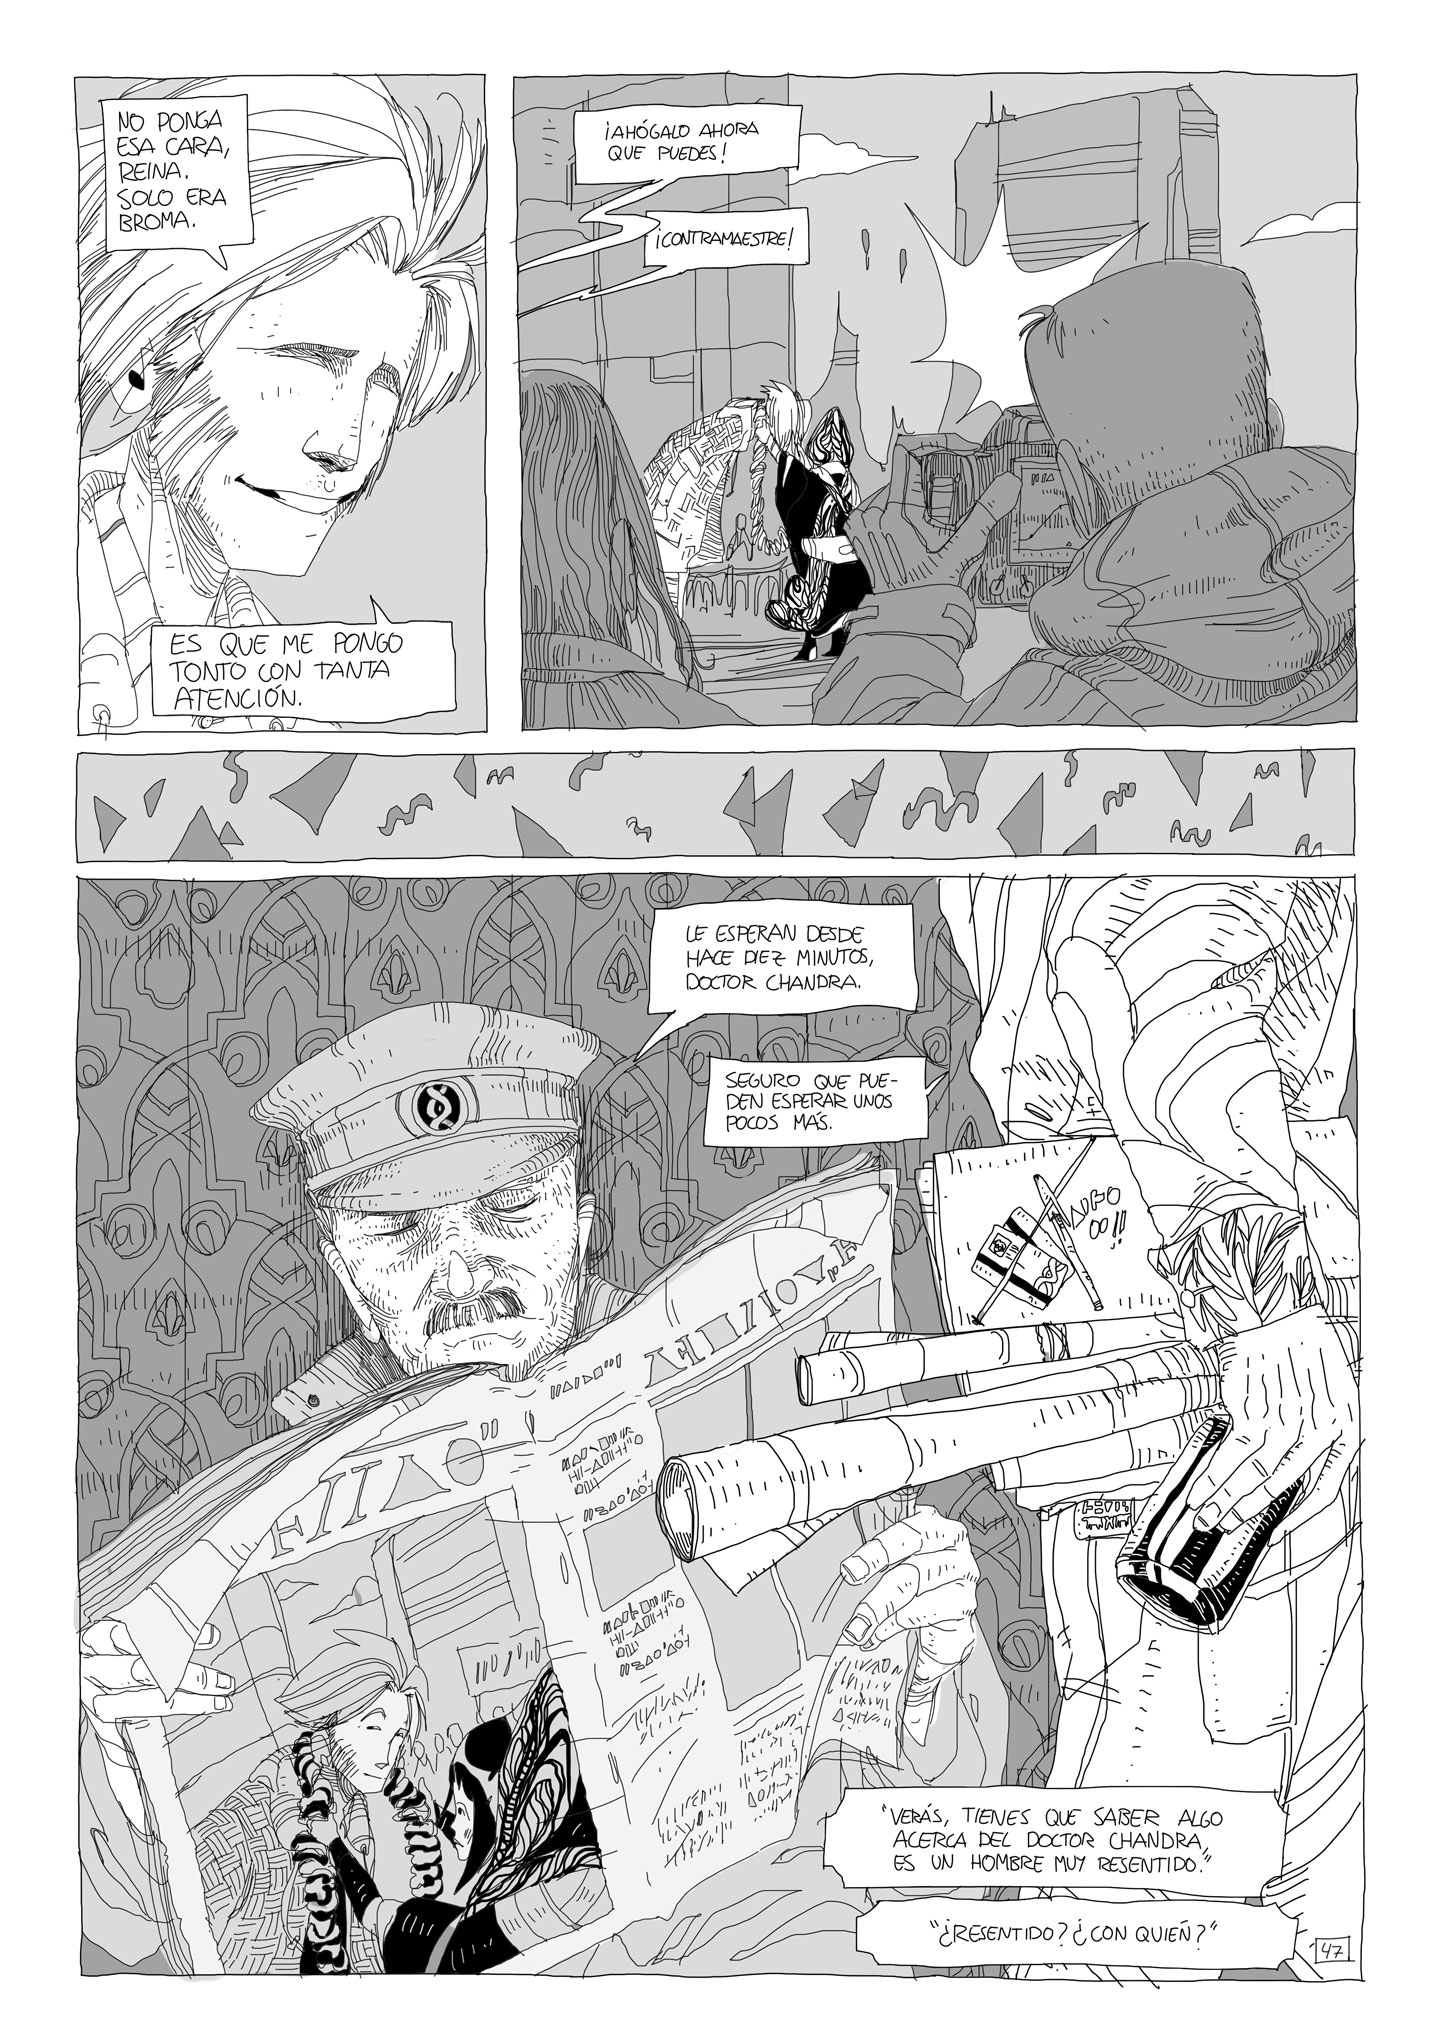 NO PONGA
ESA CARA,
REINA.
SOLO ERA
BROMA.
ES QUE ME PONGO
TONTO CON TANTA
ATENCIÓN.
¡AHÓGALO AHORA
QUE PUEDES!
¡CONTRAMAESTRE!
LE ESPERAN DESDE
HACE DIEZ MINUTOS,
DOCTOR CHANDRA.
SEGURO QUE PUE-
DEN ESPERAR UNOS
POCOS MÁS.
"VERÁS, TIENES QUE SABER ALGO
ACERCA DEL DOCTOR CHANDRA,
ES UN HOMBRE MUY RESENTIDO."
"¿RESENTIDO? ¿CON QUIÉN?"
47